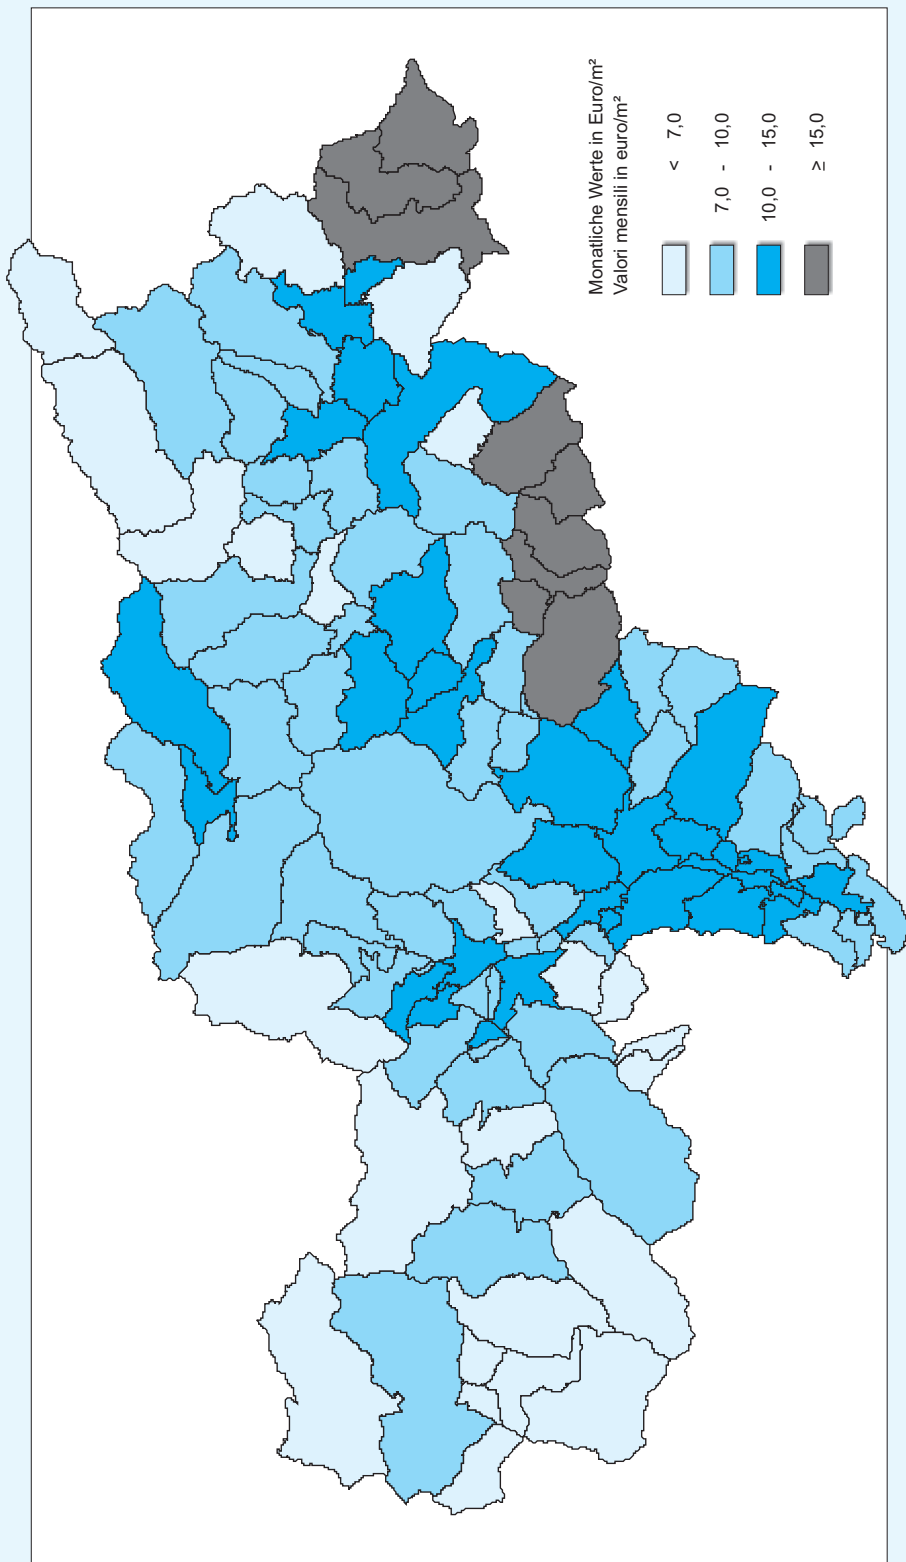 Monatliche Werte in Euro/m²
Valori mensili in euro/m²
< 7,0
7,0 - 10,0
10,0 - 15,0
≥ 15,0